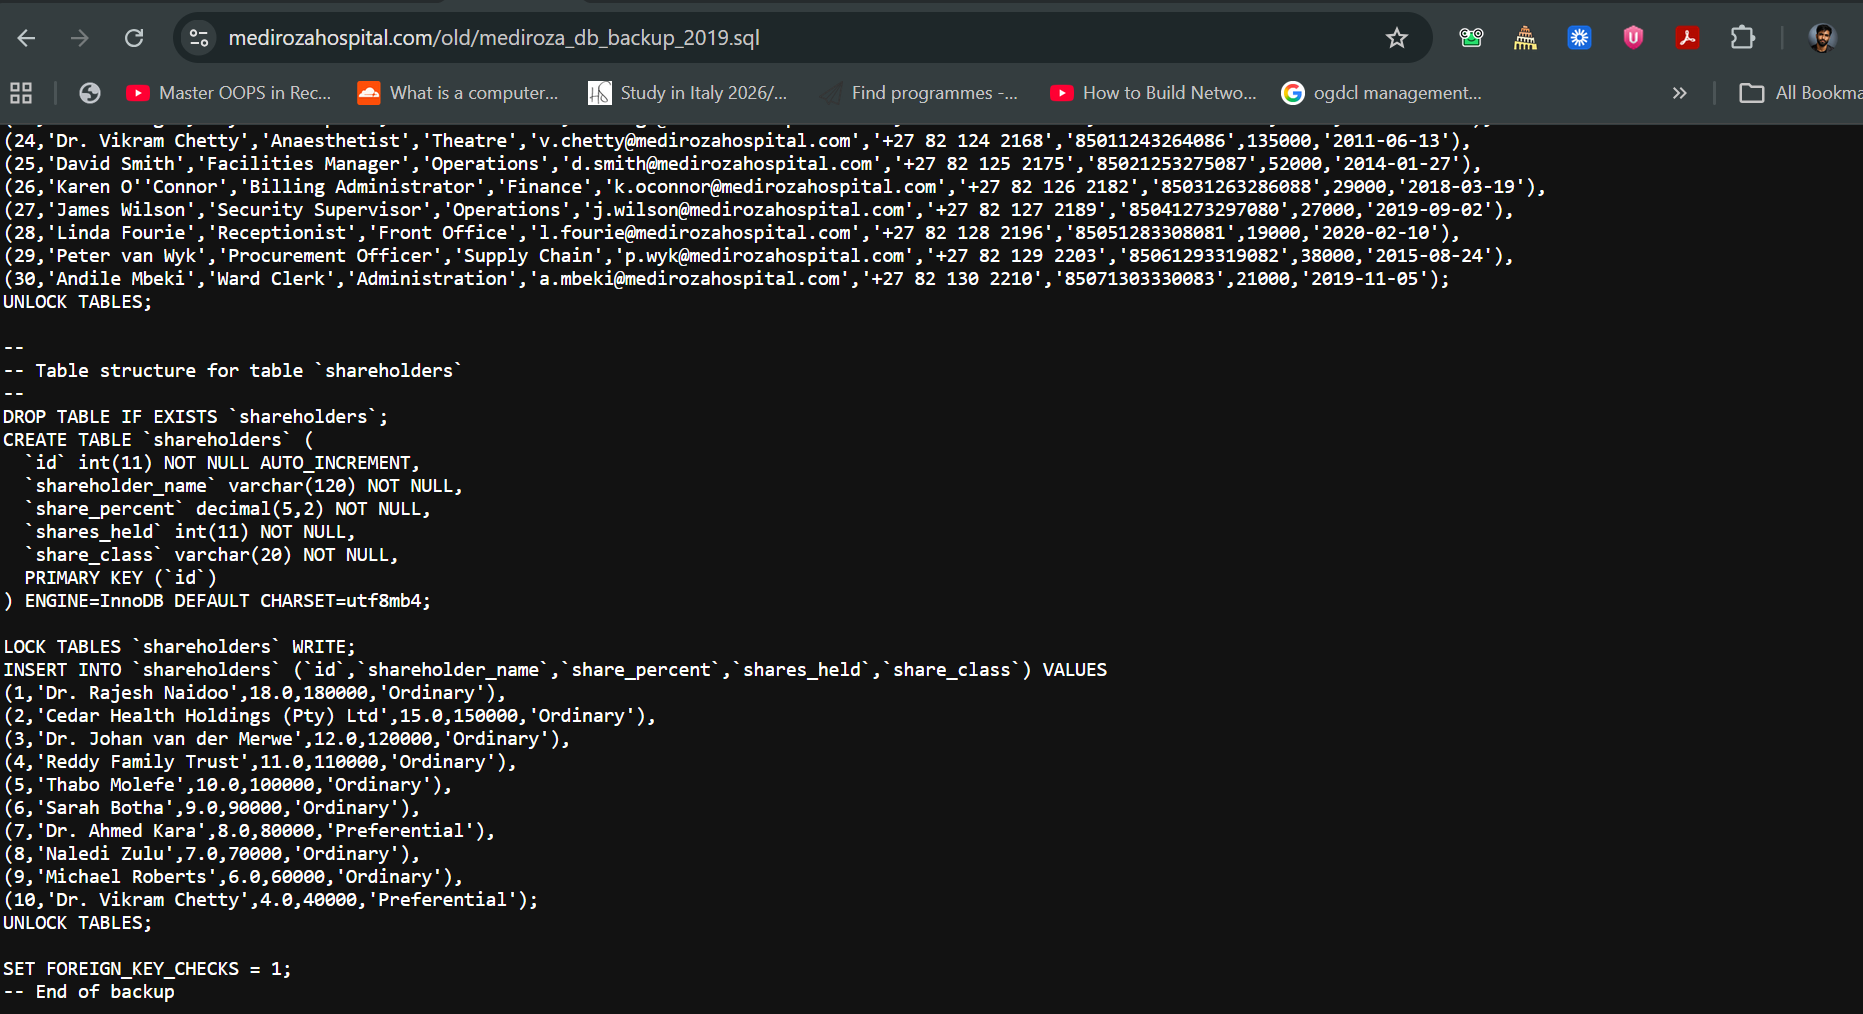 medirozahospital.com/old/mediroza_db_backup_2019.sql
Master OOPS in Rec... What is a computer... Study in Italy 2026/... Find programmes -... How to Build Netwo... ogdcl management... » All Bookma
(24,'Dr. Vikram Chetty','Anaesthetist','Theatre','v.chetty@medirozahospital.com','+27 82 124 2168','85011243264086',135000,'2011-06-13'),
(25,'David Smith','Facilities Manager','Operations','d.smith@medirozahospital.com','+27 82 125 2175','85021253275087',52000,'2014-01-27'),
(26,'Karen O''Connor','Billing Administrator','Finance','k.oconnor@medirozahospital.com','+27 82 126 2182','85031263286088',29000,'2018-03-19'),
(27,'James Wilson','Security Supervisor','Operations','j.wilson@medirozahospital.com','+27 82 127 2189','85041273297080',27000,'2019-09-02'),
(28,'Linda Fourie','Receptionist','Front Office','l.fourie@medirozahospital.com','+27 82 128 2196','85051283308081',19000,'2020-02-10'),
(29,'Peter van Wyk','Procurement Officer','Supply Chain','p.wyk@medirozahospital.com','+27 82 129 2203','85061293319082',38000,'2015-08-24'),
(30,'Andile Mbeki','Ward Clerk','Administration','a.mbeki@medirozahospital.com','+27 82 130 2210','85071303330083',21000,'2019-11-05');
UNLOCK TABLES;
--
-- Table structure for table `shareholders`
--
DROP TABLE IF EXISTS `shareholders`;
CREATE TABLE `shareholders` (
`id` int(11) NOT NULL AUTO_INCREMENT,
`shareholder_name` varchar(120) NOT NULL,
`share_percent` decimal(5,2) NOT NULL,
`shares_held` int(11) NOT NULL,
`share_class` varchar(20) NOT NULL,
PRIMARY KEY (`id`)
) ENGINE=InnoDB DEFAULT CHARSET=utf8mb4;
LOCK TABLES `shareholders` WRITE;
INSERT INTO `shareholders` (`id`,`shareholder_name`,`share_percent`,`shares_held`,`share_class`) VALUES
(1,'Dr. Rajesh Naidoo',18.0,180000,'Ordinary'),
(2,'Cedar Health Holdings (Pty) Ltd',15.0,150000,'Ordinary'),
(3,'Dr. Johan van der Merwe',12.0,120000,'Ordinary'),
(4,'Reddy Family Trust',11.0,110000,'Ordinary'),
(5,'Thabo Molefe',10.0,100000,'Ordinary'),
(6,'Sarah Botha',9.0,90000,'Ordinary'),
(7,'Dr. Ahmed Kara',8.0,80000,'Preferential'),
(8,'Naledi Zulu',7.0,70000,'Ordinary'),
(9,'Michael Roberts',6.0,60000,'Ordinary'),
(10,'Dr. Vikram Chetty',4.0,40000,'Preferential');
UNLOCK TABLES;
SET FOREIGN_KEY_CHECKS = 1;
-- End of backup